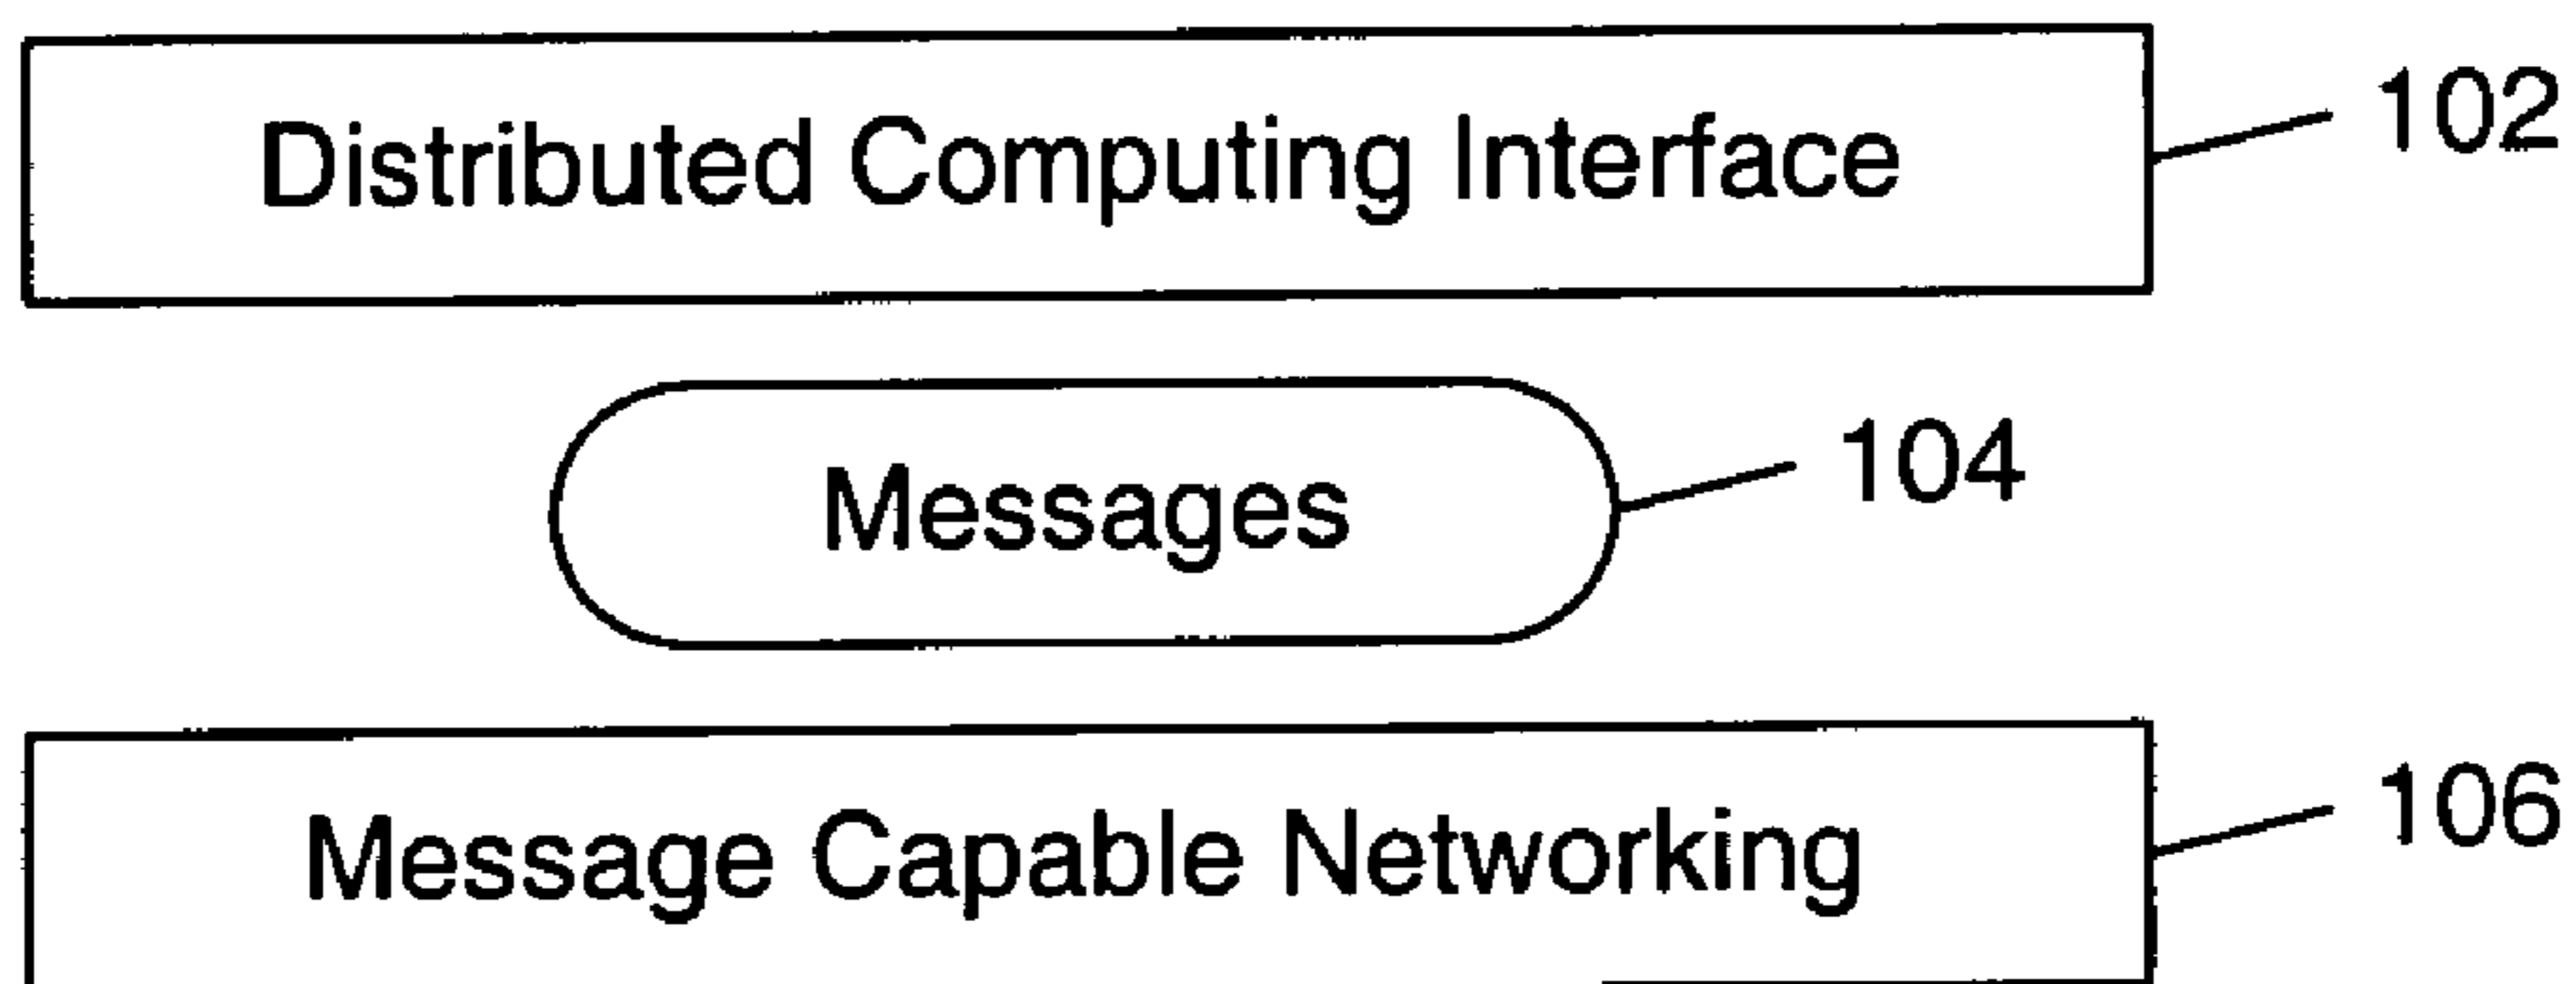 Distributed Computing Interface 102
Messages 104
Message Capable Networking 106